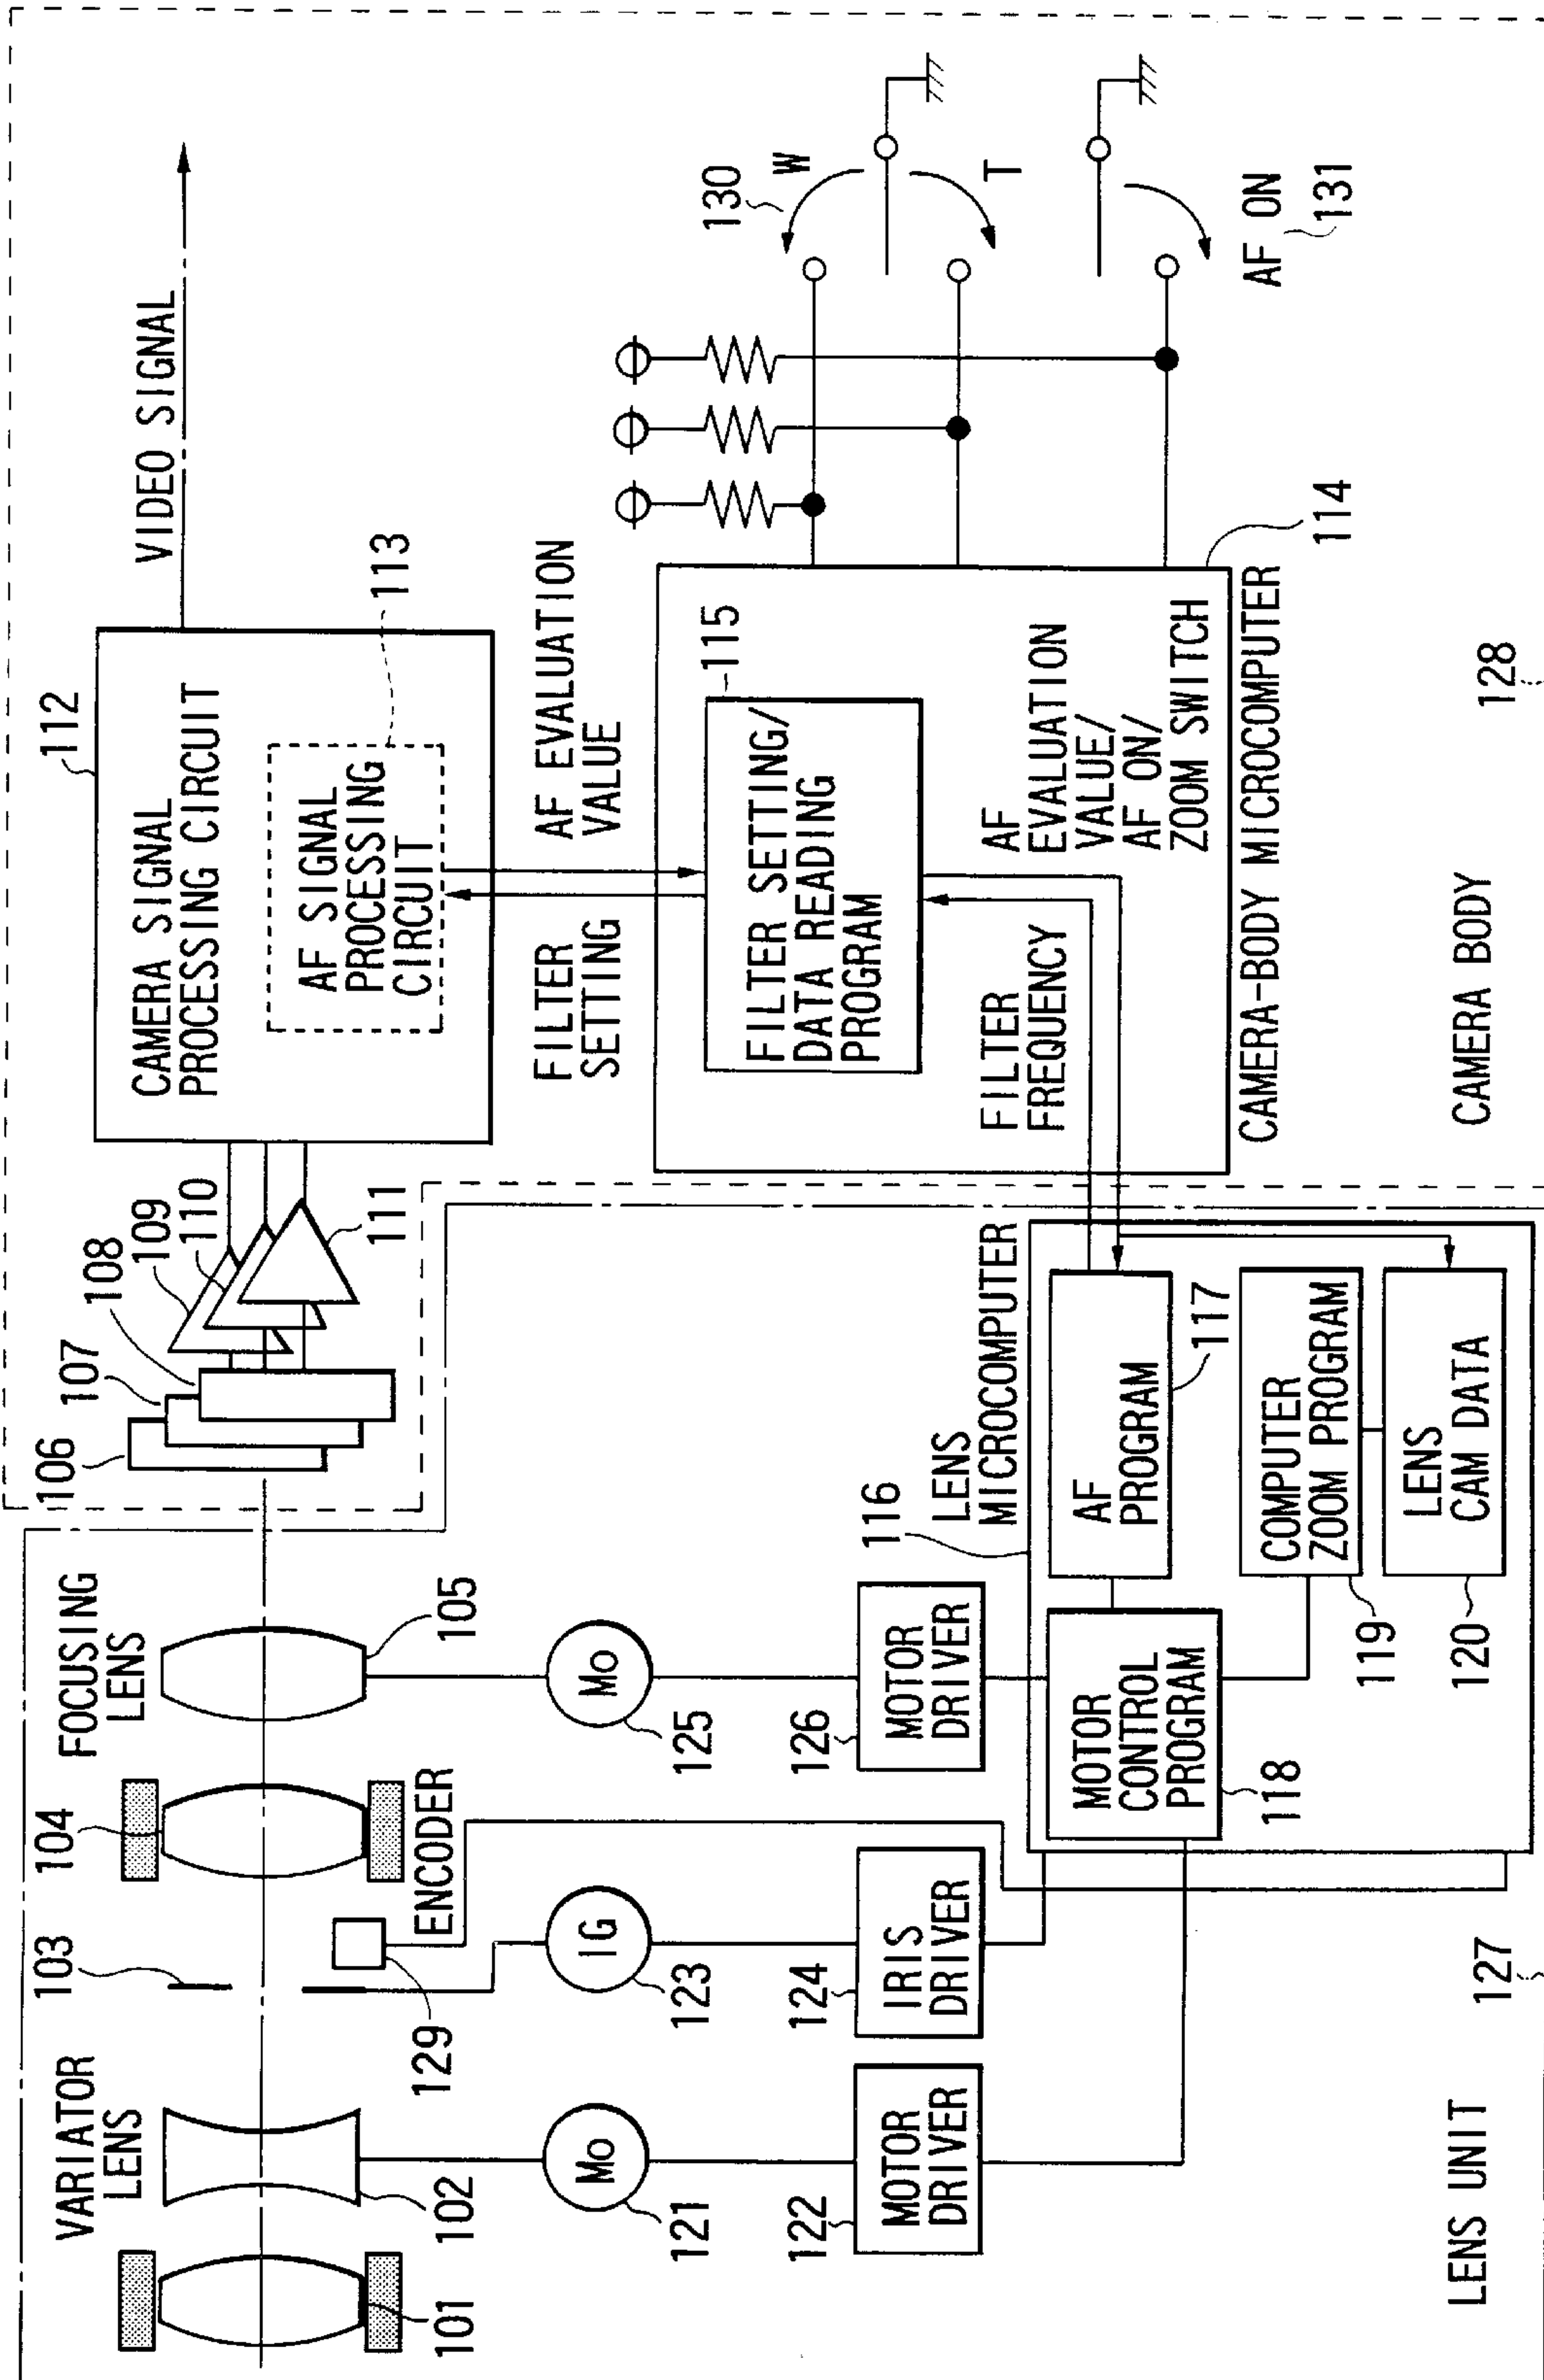 VARIATOR
LENS
103
104
FOCUSING
LENS
106
107
108
109
110
112
CAMERA SIGNAL
PROCESSING CIRCUIT
VIDEO SIGNAL
AF SIGNAL
PROCESSING
CIRCUIT
113
101
102
129
ENCODER
105
111
FILTER
SETTING
AF EVALUATION
VALUE
Mo
121
IG
123
Mo
125
115
FILTER SETTING/
DATA READING
PROGRAM
130
W
T
122
MOTOR
DRIVER
124
IRIS
DRIVER
126
MOTOR
DRIVER
116
LENS
MICROCOMPUTER
FILTER
FREQUENCY
AF
EVALUATION
VALUE/
AF ON/
ZOOM SWITCH
114
MOTOR
CONTROL
PROGRAM
118
AF
PROGRAM
117
CAMERA-BODY MICROCOMPUTER
AF ON
131
COMPUTER
ZOOM PROGRAM
119
LENS
CAM DATA
120
LENS UNIT
127
CAMERA BODY
128